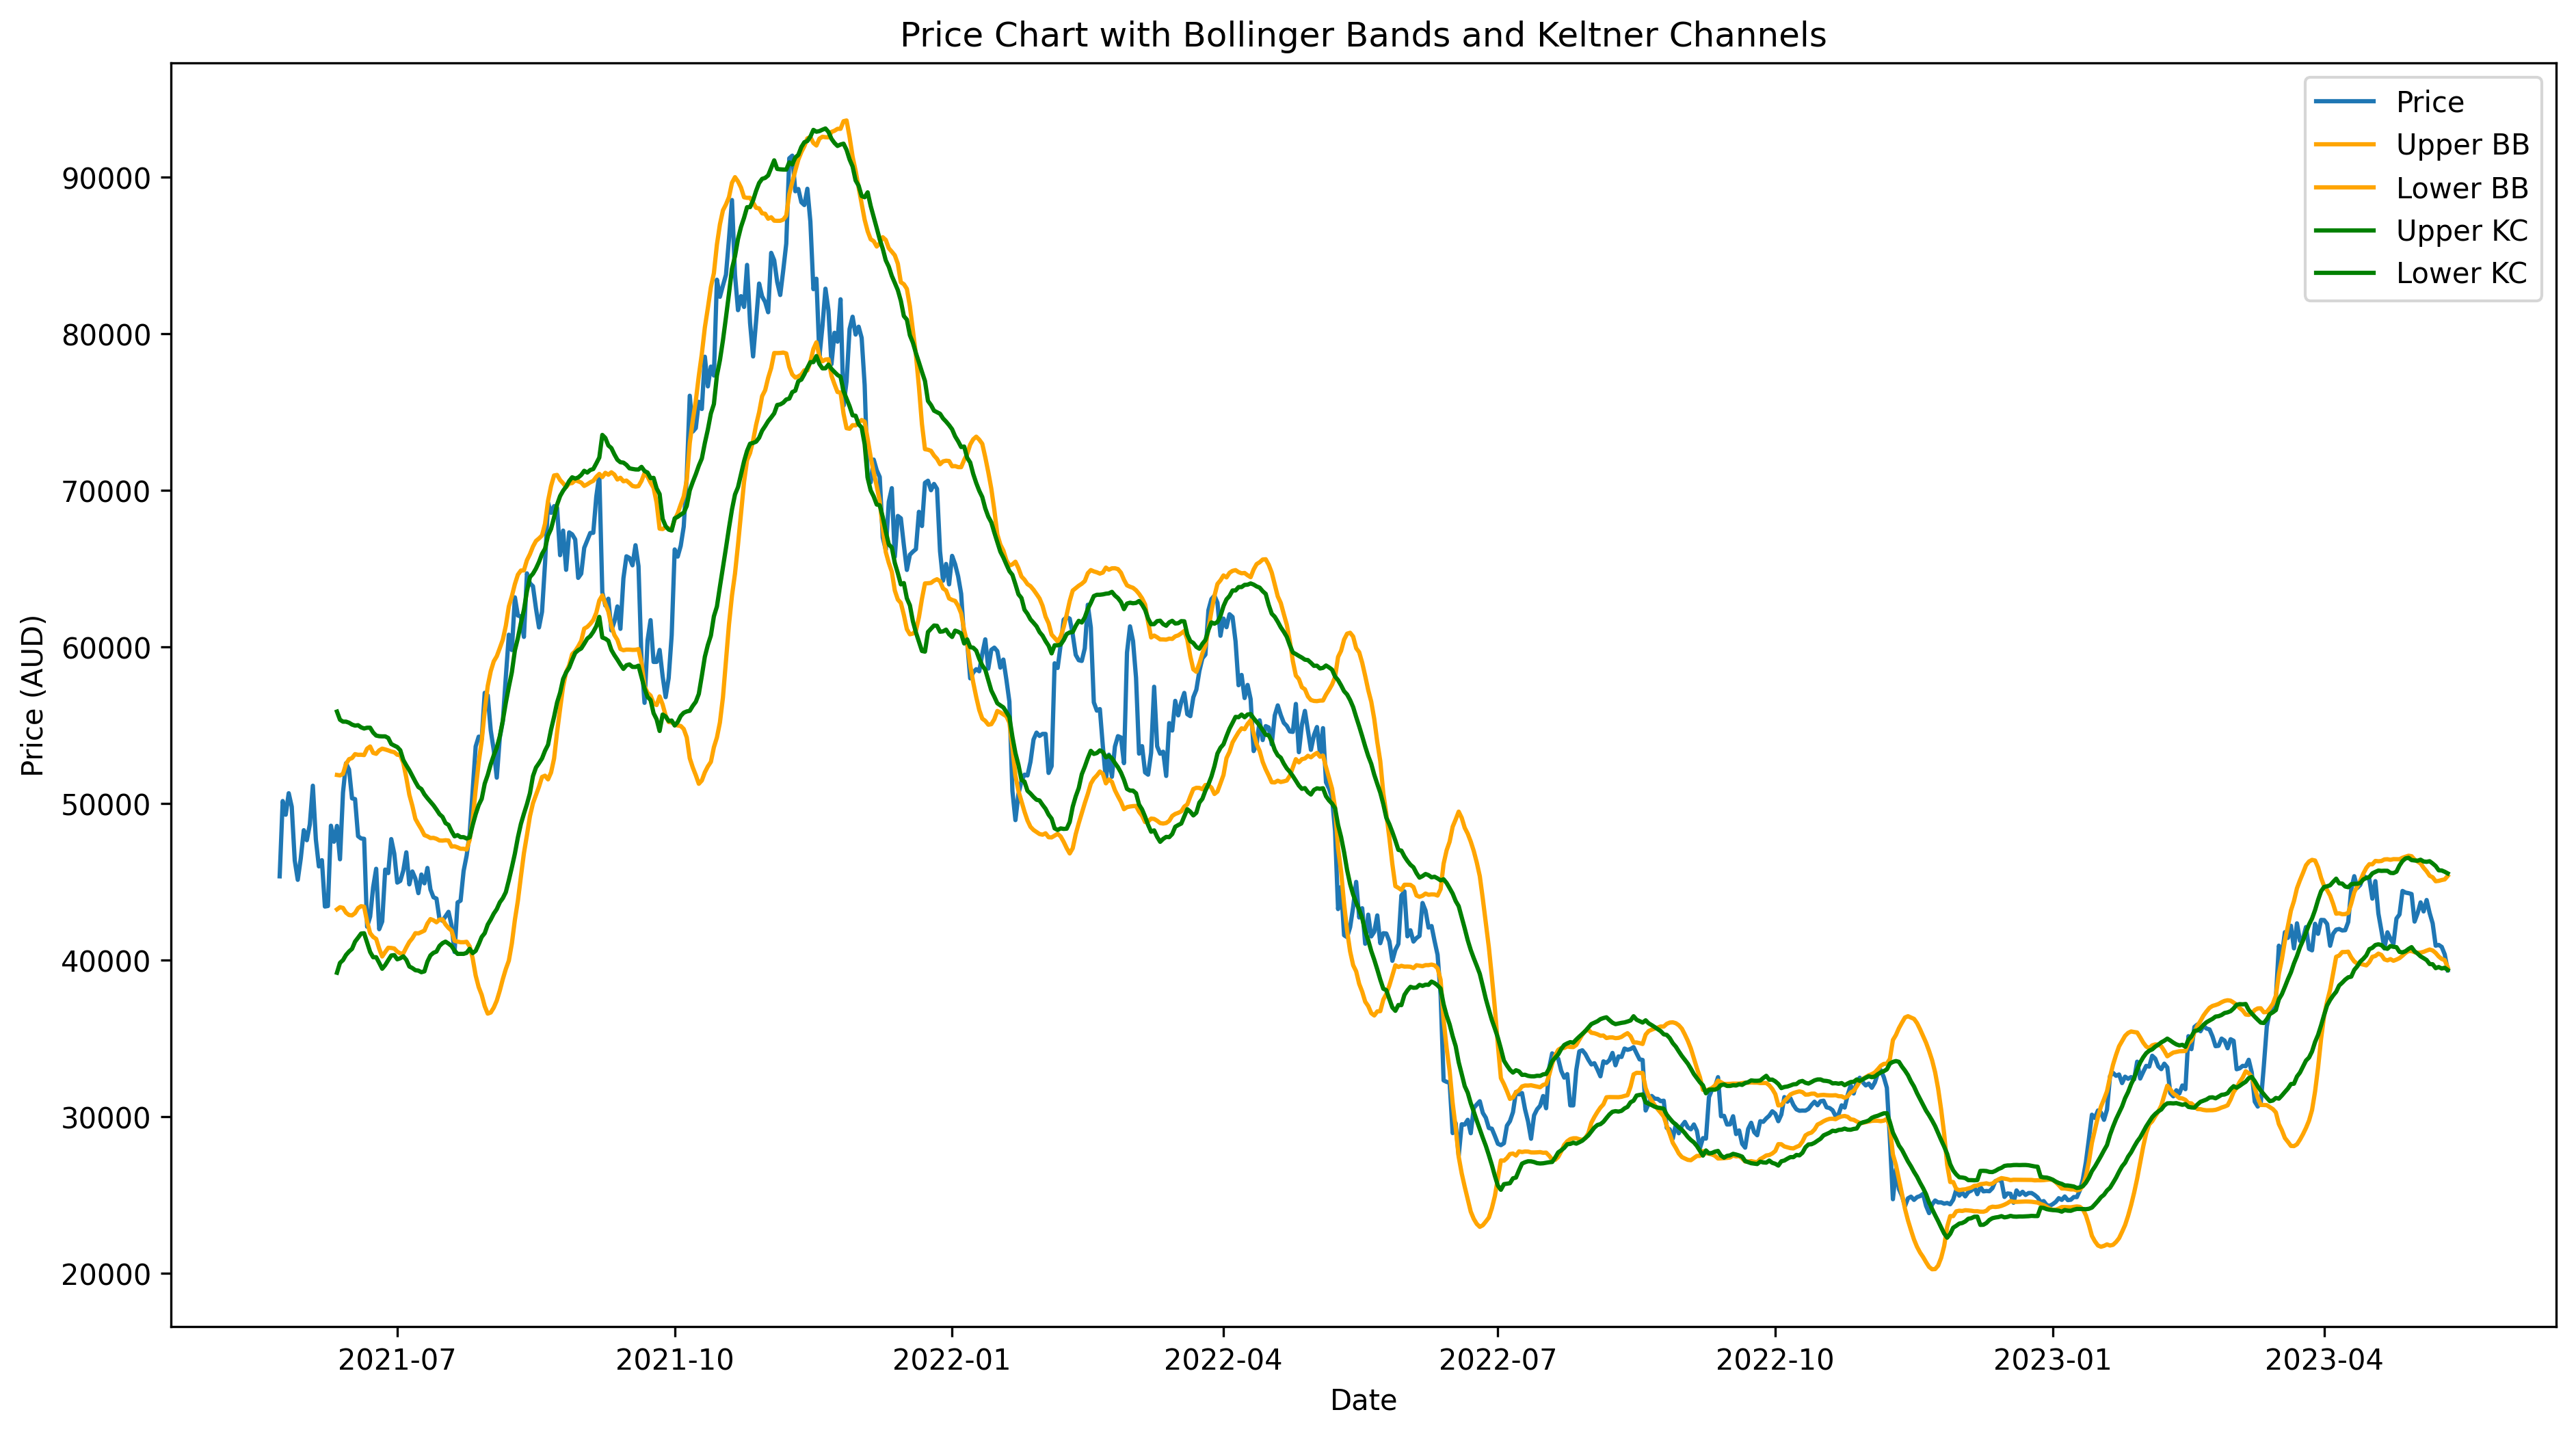 Price Chart with Bollinger Bands and Keltner Channels
Price
Upper BB
Lower BB
Upper KC
Lower KC
90000
80000
70000
60000
50000
40000
30000
20000
Price (AUD)
2021-07
2021-10
2022-01
2022-04
2022-07
2022-10
2023-01
2023-04
Date